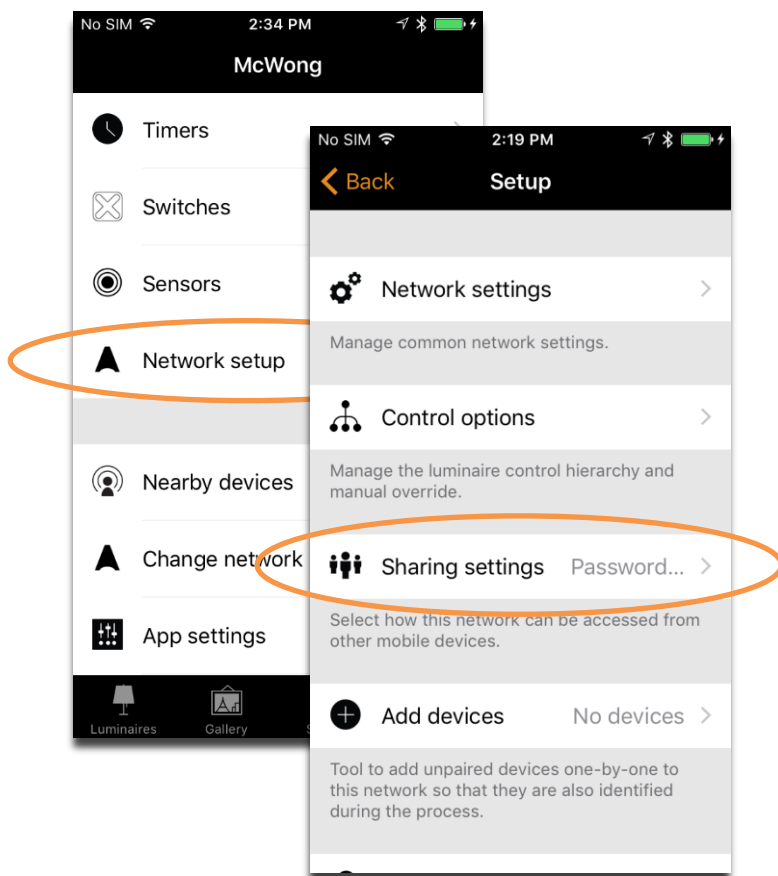 No SIM 2:34 PM
McWong
Timers
Switches
Sensors
Network setup
Nearby devices
Change network
App settings
Luminaires Gallery
No SIM 2:19 PM
Back Setup
Network settings
Manage common network settings.
Control options
Manage the luminaire control hierarchy and
manual override.
Sharing settings Password...
Select how this network can be accessed from
other mobile devices.
Add devices No devices
Tool to add unpaired devices one-by-one to
this network so that they are also identified
during the process.